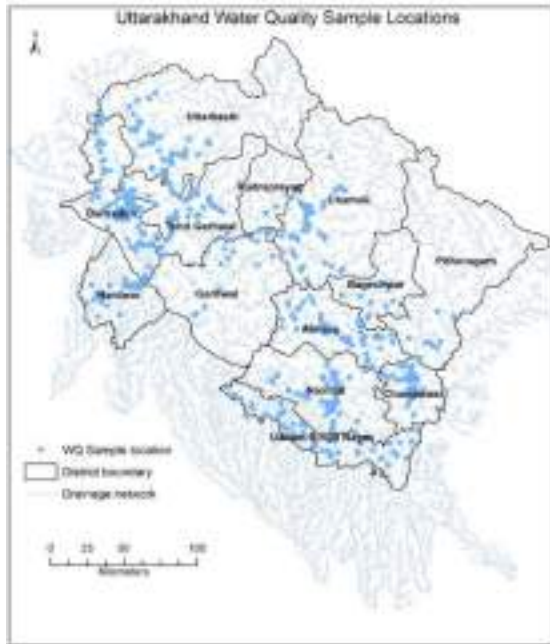 Uttarakhand Water Quality Sample Locations
Uttarkashi
Rudraprayag
Chamoli
Tehri Garhwal
Pithoragarh
Bageshwar
Haridwar
Garhwal
Almora
Nainital
Champawat
Udham Singh Nagar
WQ Sample location
District boundary
Drainage network
0 25 50 100
Kilometers